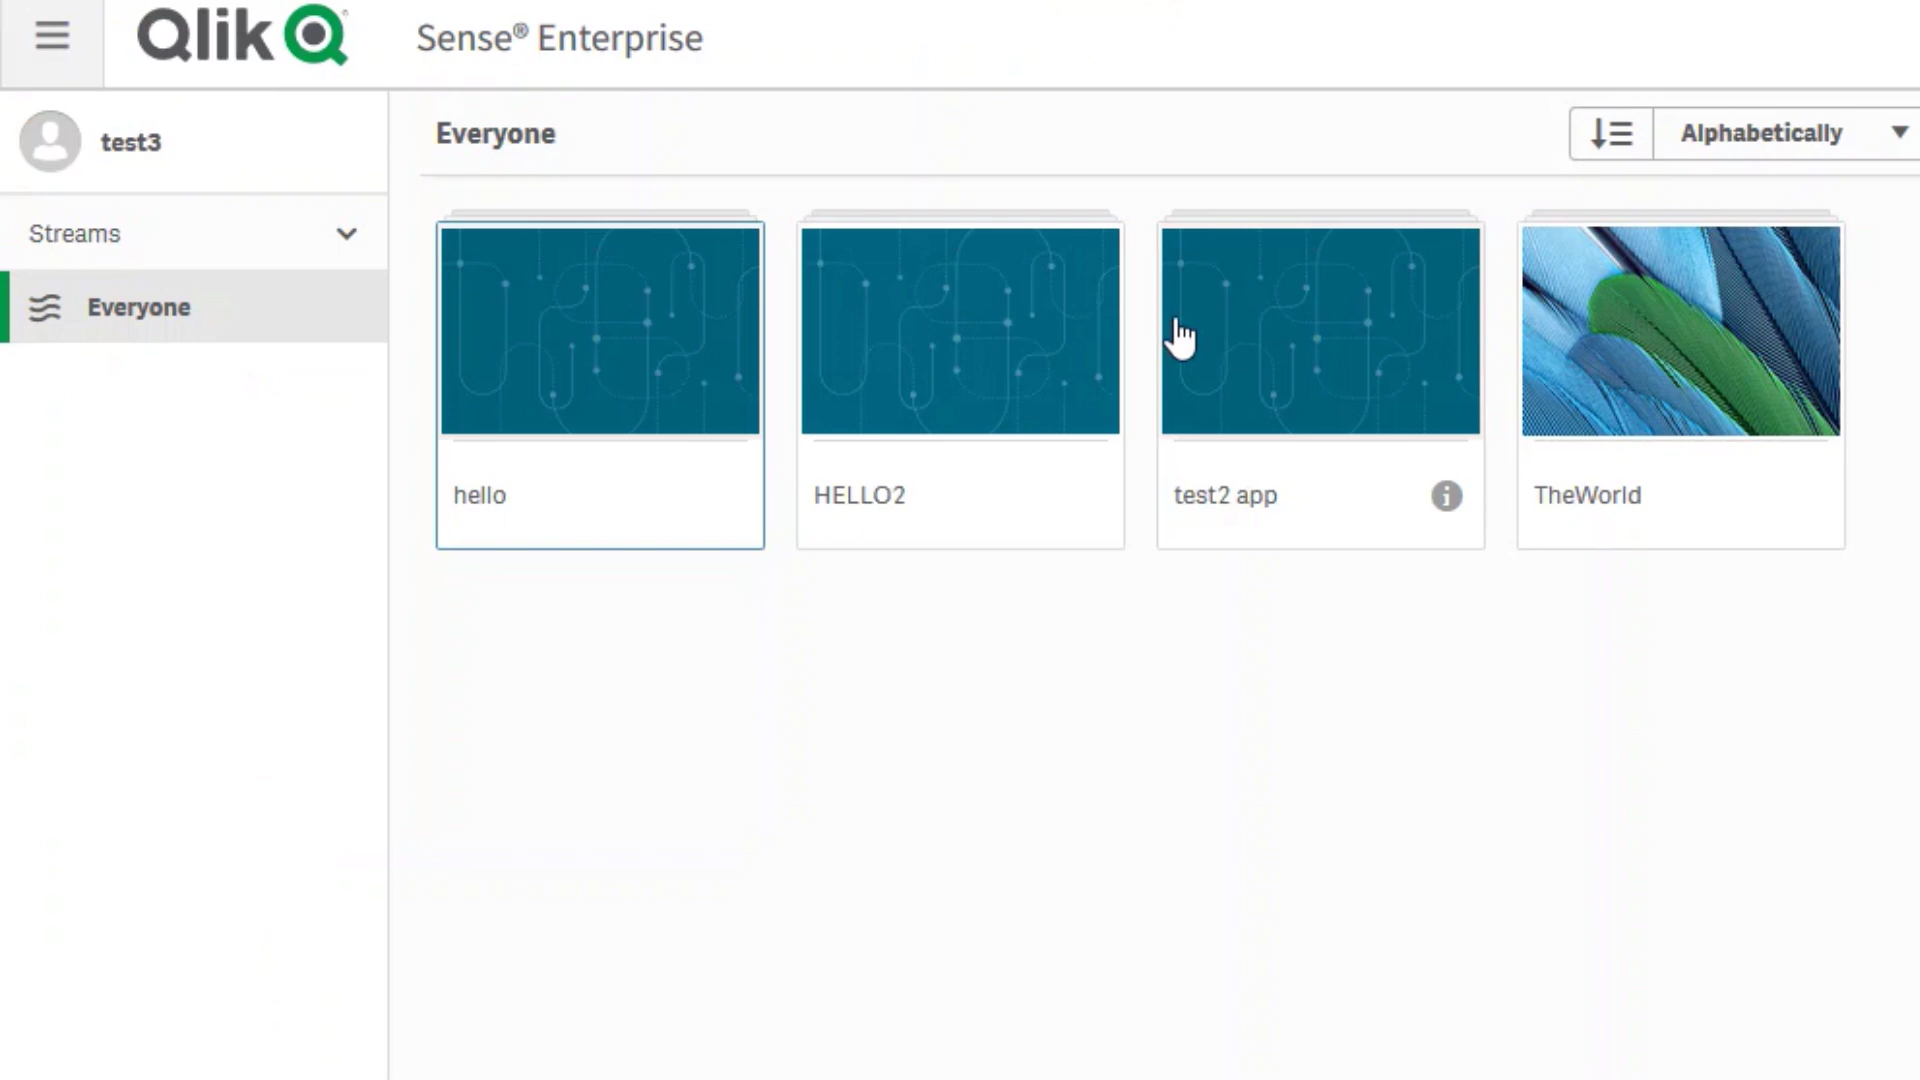 Qlik
Sense® Enterprise
test3
Everyone
Alphabetically
Streams
Everyone
hello
HELLO2
test2 app
TheWorld